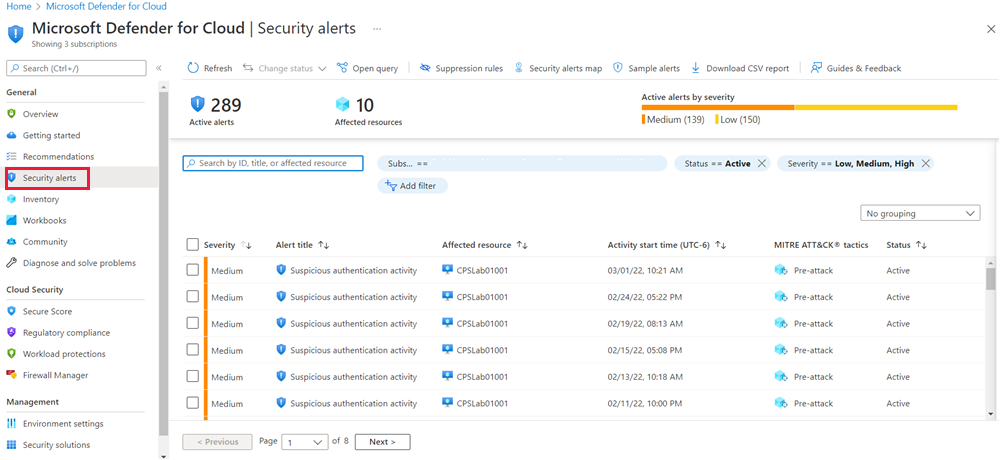 Home > Microsoft Defender for Cloud >
Microsoft Defender for Cloud | Security alerts ...
Showing 3 subscriptions
Search (Ctrl+/)
«
Refresh
Change status
Open query
Suppression rules
Security alerts map
Sample alerts
Download CSV report
Guides & Feedback
General
Overview
Getting started
Recommendations
Security alerts
Inventory
Workbooks
Community
Diagnose and solve problems
Cloud Security
Secure Score
Regulatory compliance
Workload protections
Firewall Manager
Management
Environment settings
Security solutions
289
Active alerts
10
Affected resources
Active alerts by severity
Medium (139) Low (150)
Search by ID, title, or affected resource
Subs... ==
Status == Active
Severity == Low, Medium, High
Add filter
No grouping
Severity Alert title Affected resource Activity start time (UTC-6) MITRE ATT&CK® tactics Status
Medium Suspicious authentication activity CPSLab01001 03/01/22, 10:21 AM Pre-attack Active
Medium Suspicious authentication activity CPSLab01001 02/24/22, 05:22 PM Pre-attack Active
Medium Suspicious authentication activity CPSLab01001 02/19/22, 08:13 AM Pre-attack Active
Medium Suspicious authentication activity CPSLab01001 02/15/22, 05:08 PM Pre-attack Active
Medium Suspicious authentication activity CPSLab01001 02/13/22, 10:18 AM Pre-attack Active
Medium Suspicious authentication activity CPSLab01001 02/11/22, 10:00 PM Pre-attack Active
< Previous Page 1 of 8 Next >